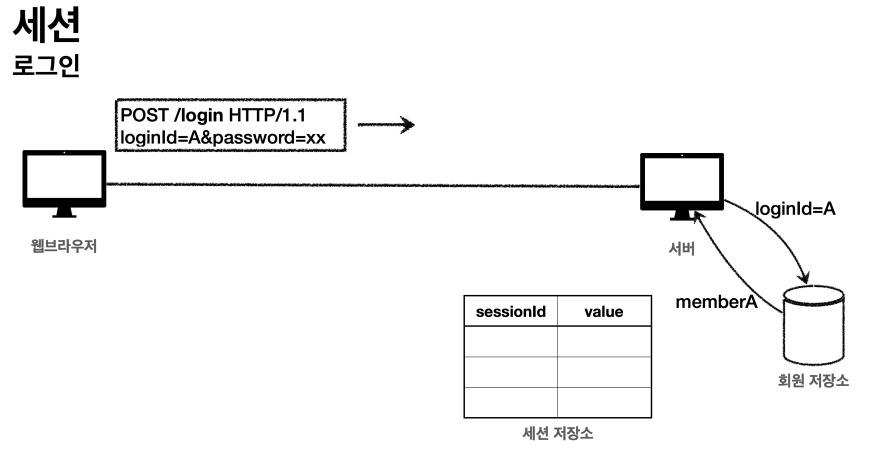 세션
로그인
POST /login HTTP/1.1
loginId=A&password=xx
웹브라우저
서버
loginId=A
memberA
회원 저장소
sessionId value
세션 저장소